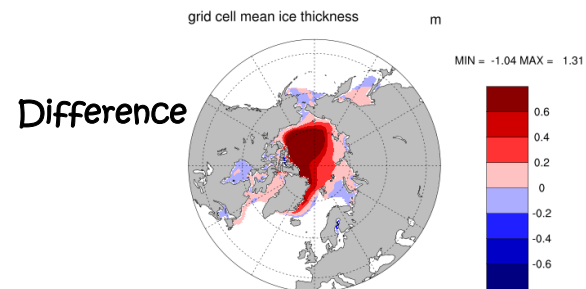 grid cell mean ice thickness m
MIN = -1.04 MAX = 1.31
Difference
0.6
0.4
0.2
0
-0.2
-0.4
-0.6